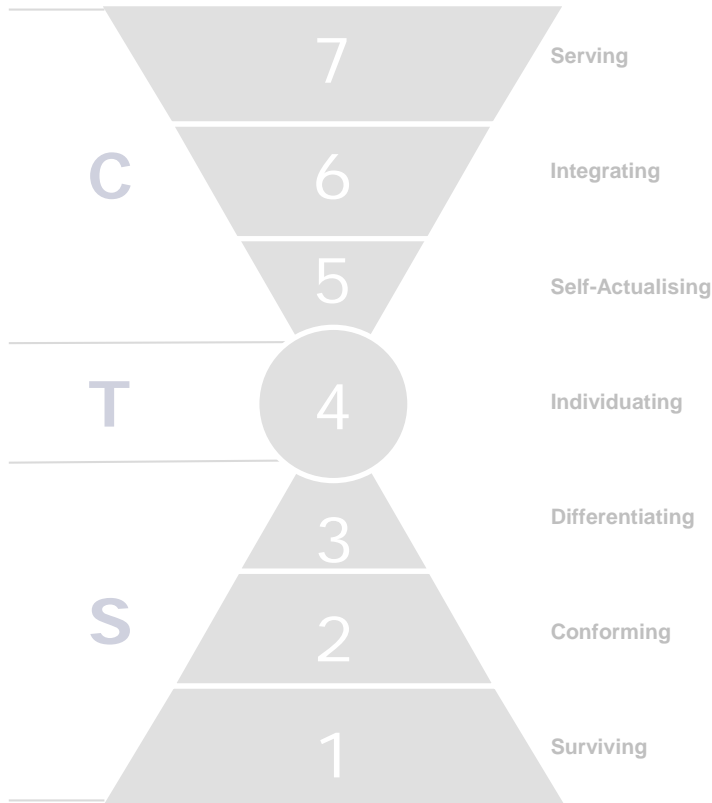 7
Serving
C
6
Integrating
5
Self-Actualising
T
4
Individuating
3
Differentiating
S
2
Conforming
1
Surviving